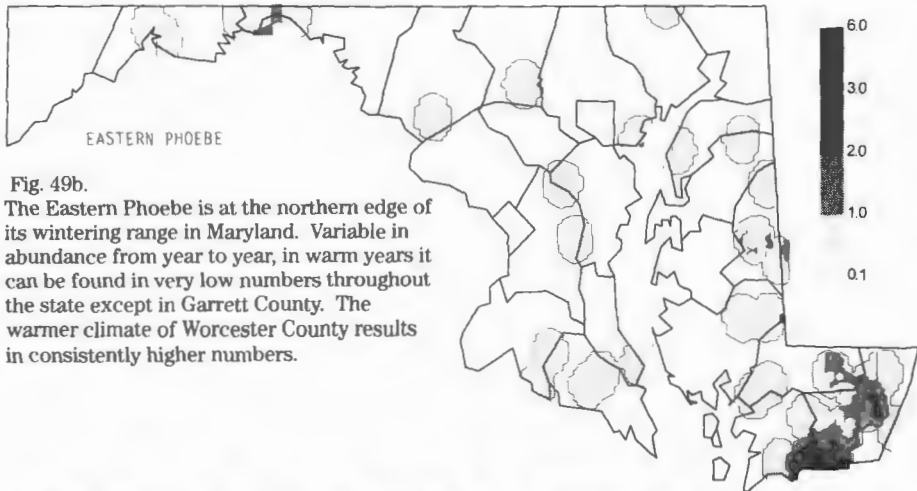 EASTERN PHOEBE
Fig. 49b.
The Eastern Phoebe is at the northern edge of
its wintering range in Maryland. Variable in
abundance from year to year, in warm years it
can be found in very low numbers throughout
the state except in Garrett County. The
warmer climate of Worcester County results
in consistently higher numbers.
6.0
3.0
2.0
1.0
0.1